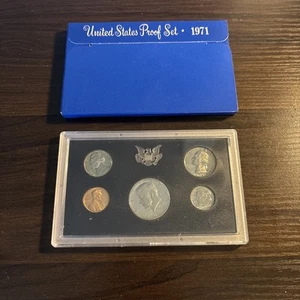 United States Proof Set · 1971